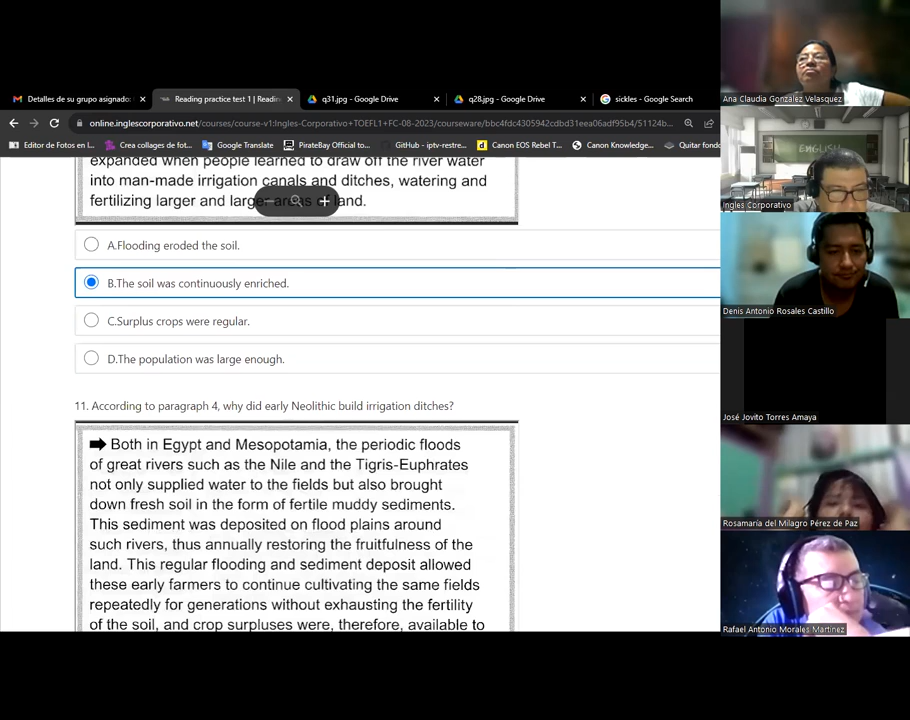 Detalles de su grupo asignado:
Reading practice test 1 | Readin
q31.jpg - Google Drive
q28.jpg - Google Drive
sickles - Google Search
online.inglescorporativo.net/courses/course-v1:Ingles-Corporativo+TOEFL1+FC-08-2023/courseware/bbc4fdc4305942cdbd31eea06adf95b4/51124b...
Editor de Fotos en l...
Crea collages de fot...
Google Translate
PirateBay Official to...
GitHub - iptv-restre...
Canon EOS Rebel T...
Canon Knowledge...
Quitar fondo
expanded when people learned to draw off the river water
into man-made irrigation canals and ditches, watering and
fertilizing larger and larger areas of land.
A.Flooding eroded the soil.
B.The soil was continuously enriched.
C.Surplus crops were regular.
D.The population was large enough.
11. According to paragraph 4, why did early Neolithic build irrigation ditches?
Both in Egypt and Mesopotamia, the periodic floods
of great rivers such as the Nile and the Tigris-Euphrates
not only supplied water to the fields but also brought
down fresh soil in the form of fertile muddy sediments.
This sediment was deposited on flood plains around
such rivers, thus annually restoring the fruitfulness of the
land. This regular flooding and sediment deposit allowed
these early farmers to continue cultivating the same fields
repeatedly for generations without exhausting the fertility
of the soil, and crop surpluses were, therefore, available to
Ana Claudia González Velasquez
ENGLISH
Ingles Corporativo
Denis Antonio Rosales Castillo
José Jovito Torres Amaya
Rosamaría del Milagro Pérez de Paz
Rafael Antonio Morales Martínez